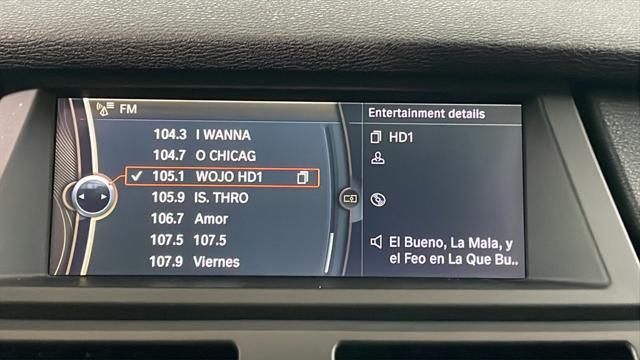 FM
104.3 I WANNA
104.7 O CHICAG
105.1 WOJO HD1
105.9 IS. THRO
106.7 Amor
107.5 107.5
107.9 Viernes
Entertainment details
HD1
El Bueno, La Mala, y
el Feo en La Que Bu..